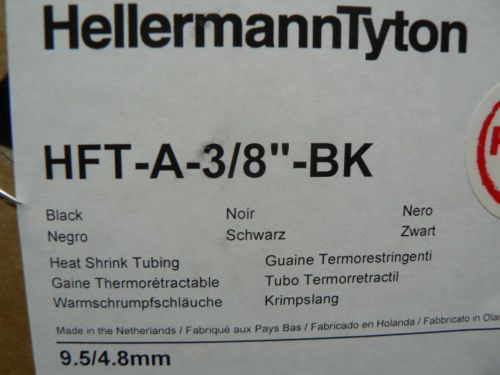 HellermannTyton
HFT-A-3/8"-BK
Black Noir Nero
Negro Schwarz Zwart
Heat Shrink Tubing Guaine Termorestringenti
Gaine Thermorétractable Tubo Termorretractil
Warmschrumpfschläuche Krimpslang
Made in the Netherlands / Fabriqué aux Pays Bas / Fabricado en Holanda / Fabbricato in Olan
9.5/4.8mm